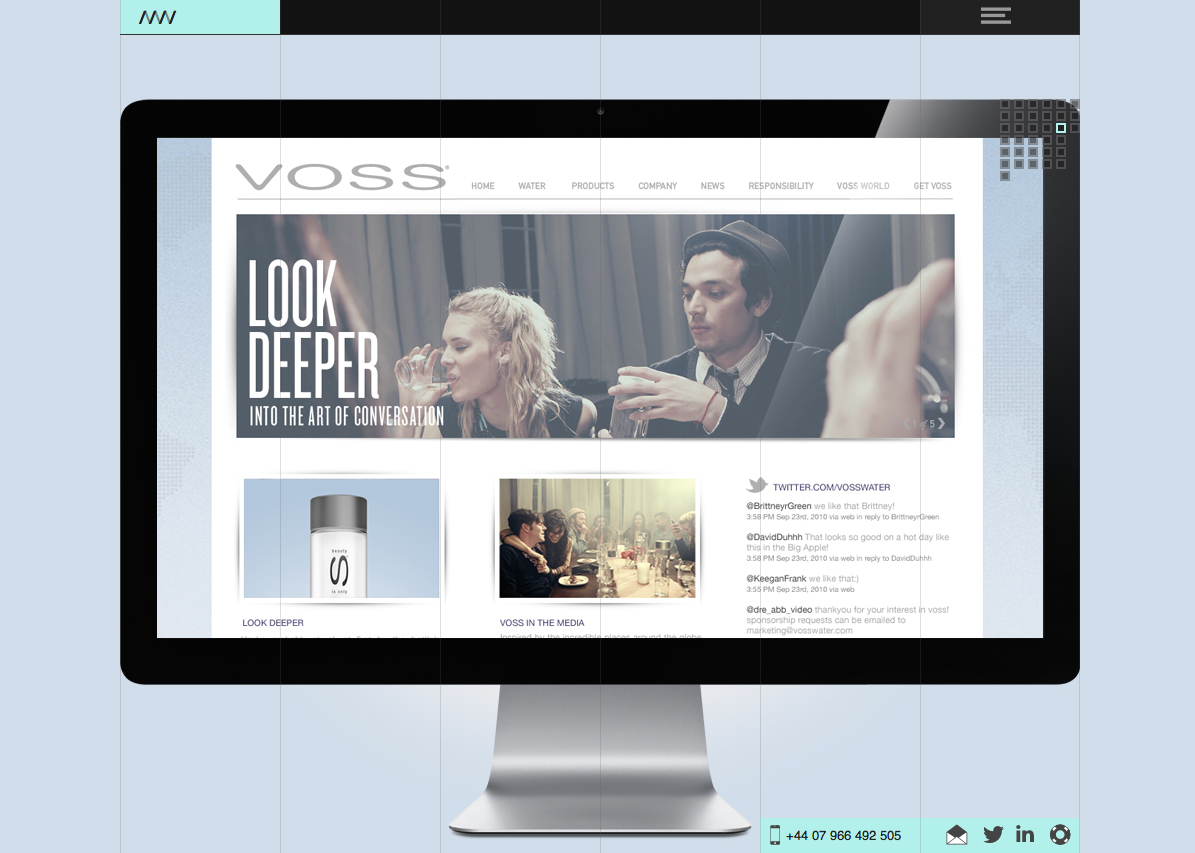 VOSS
HOME WATER PRODUCTS COMPANY NEWS RESPONSIBILITY VOSS WORLD GET VOSS
LOOK
DEEPER
INTO THE ART OF CONVERSATION
1 of 5
beauty
is only
TWITTER.COM/VOSSWATER
@BrittneyrGreen we like that Brittney!
3:58 PM Sep 23rd, 2010 via web in reply to BrittneyrGreen
@DavidDuhhh That looks so good on a hot day like
this in the Big Apple!
3:58 PM Sep 23rd, 2010 via web in reply to DavidDuhhh
@KeeganFrank we like that:)
3:55 PM Sep 23rd, 2010 via web
@dre_abb_video thankyou for your interest in voss!
sponsorship requests can be emailed to
marketing@vosswater.com
LOOK DEEPER
VOSS IN THE MEDIA
Inspired by the incredible places around the globe
+44 07 966 492 505
in